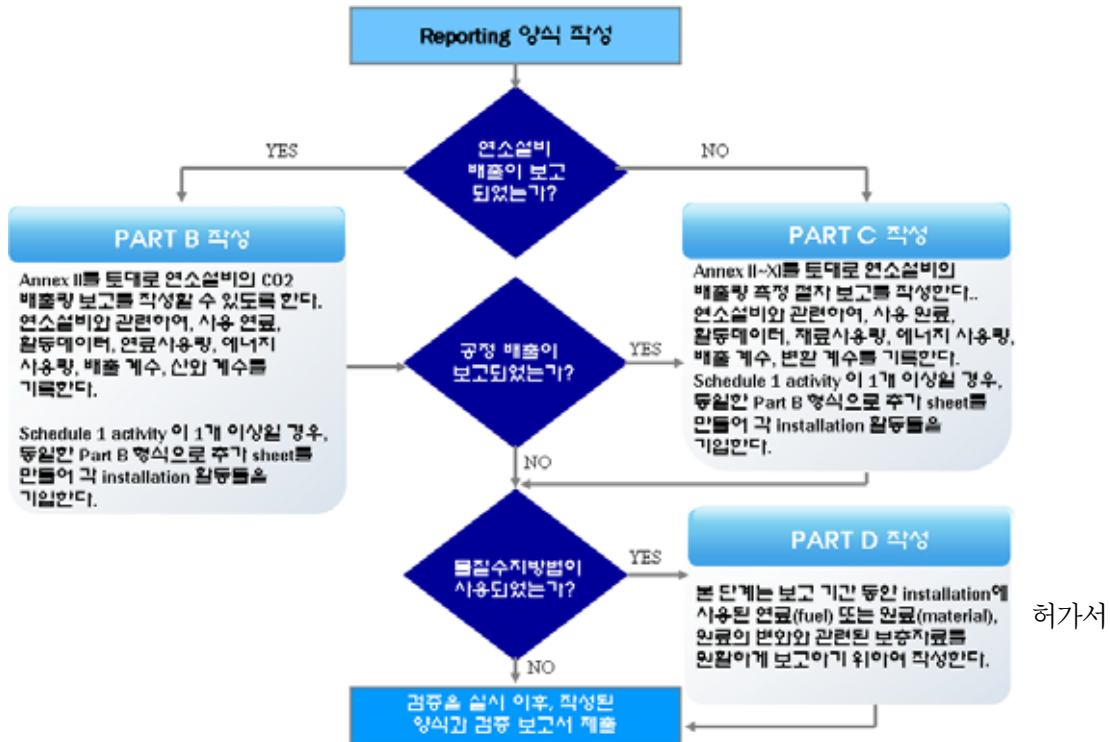 Reporting 양식 작성
연소설비
배출이 보고
되었는가?
YES
NO
PART B 작성
Annex II를 토대로 연소설비의 CO2
배출량 보고를 작성할 수 있도록 한다.
연소설비와 관련하여, 사용 연료,
활동데이터, 연료사용량, 에너지
사용량, 배출 계수, 산화 계수를
기록한다.
Schedule 1 activity 이 1개 이상일 경우,
동일한 Part B 형식으로 추가 sheet를
만들어 각 installation 활동들을
기입한다.
PART C 작성
Annex II~XI를 토대로 연소설비의
배출량 측정 절차 보고를 작성한다..
연소설비와 관련하여, 사용 원료,
활동데이터, 재료사용량, 에너지 사용량,
배출 계수, 변환 계수를 기록한다.
Schedule 1 activity 이 1개 이상일 경우,
동일한 Part B 형식으로 추가 sheet를
만들어 각 installation 활동들을
기입한다.
공정 배출이
보고되었는가?
YES
NO
물질수지방법이
사용되었는가?
YES
NO
PART D 작성
본 단계는 보고 기간 동안 installation에
사용된 연료(fuel) 또는 원료(material),
원료의 변화와 관련된 보충자료를
원활하게 보고하기 위하여 작성한다.
허가서
검증을 실시 이후, 작성된
양식과 검증 보고서 제출